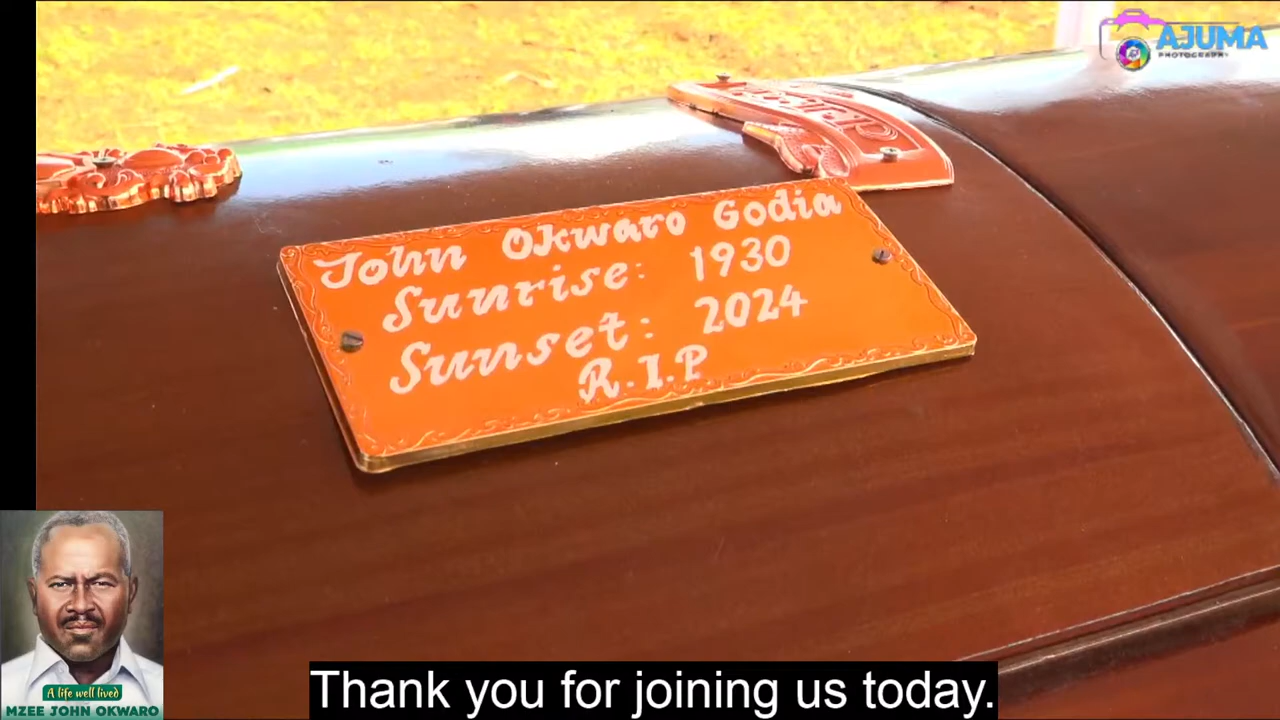 AJUMA
PHOTOGRAPHY
John Okwaro Godia
Sunrise: 1930
Sunset: 2024
R.I.P
A life well lived
MZEE JOHN OKWARO
Thank you for joining us today.